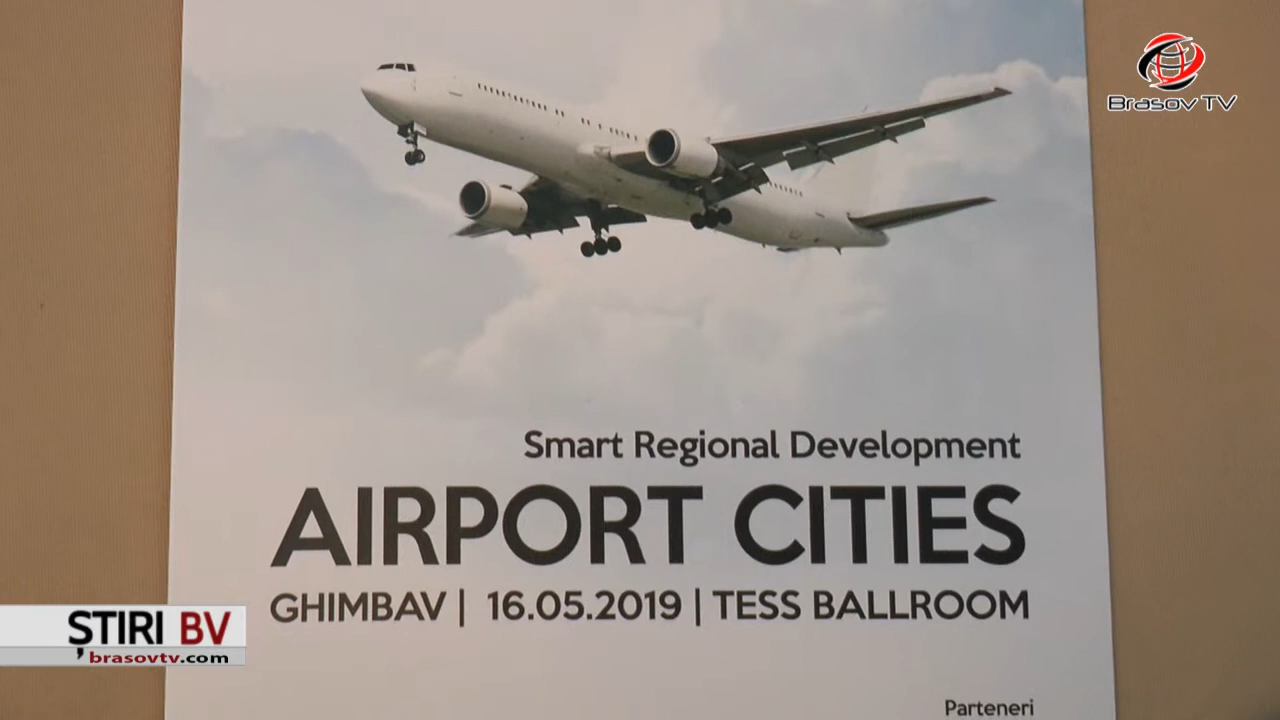 Brasov TV
Smart Regional Development
AIRPORT CITIES
GHIMBAV | 16.05.2019 | TESS BALLROOM
ȘTIRI BV
brasovtv.com
Parteneri